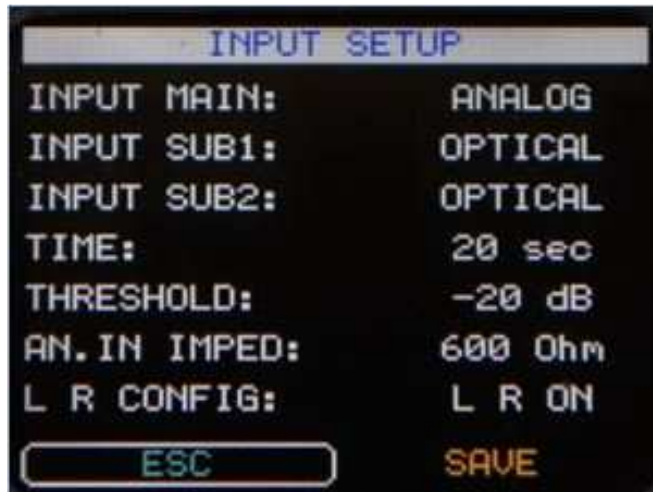 INPUT SETUP
INPUT MAIN: ANALOG
INPUT SUB1: OPTICAL
INPUT SUB2: OPTICAL
TIME: 20 sec
THRESHOLD: -20 dB
AN.IN IMPED: 600 Ohm
L R CONFIG: L R ON
ESC SAVE